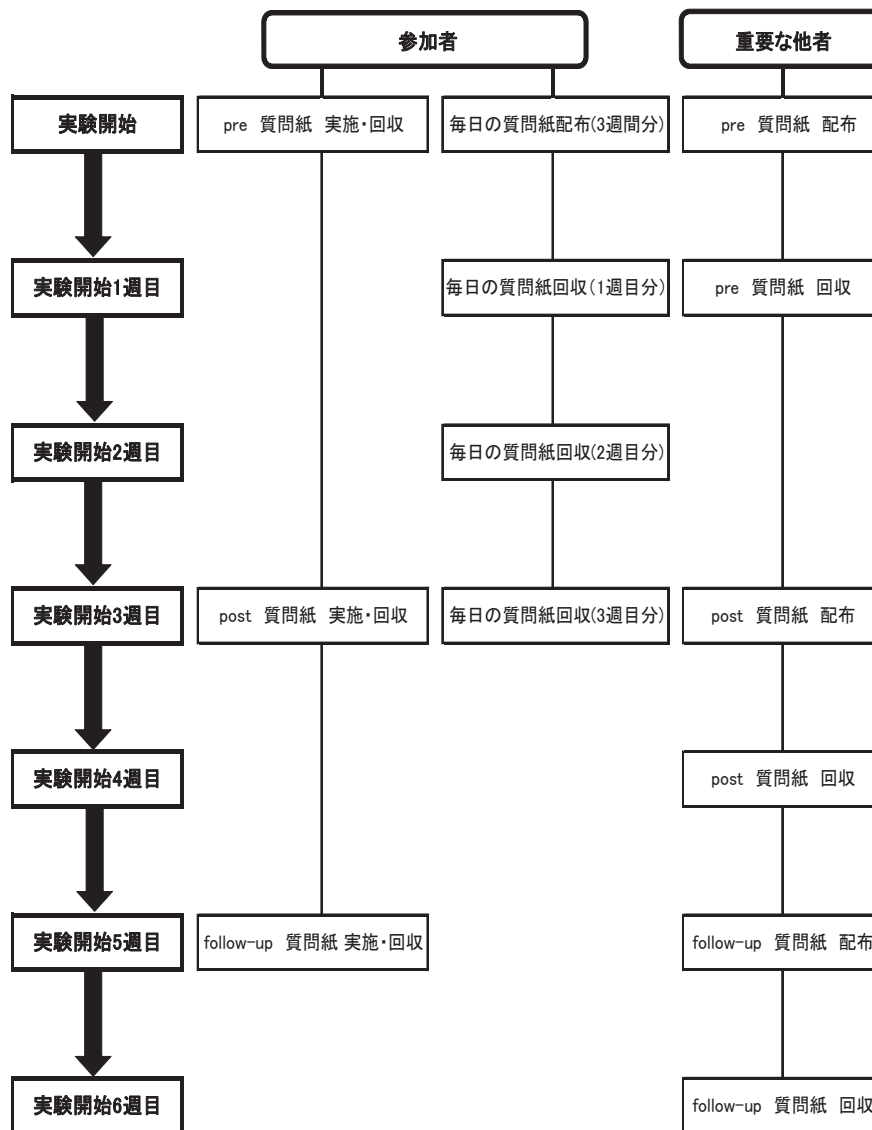 参加者
重要な他者
実験開始
pre 質問紙 実施・回収
毎日の質問紙配布(3週間分)
pre 質問紙 配布
実験開始1週目
毎日の質問紙回収(1週目分)
pre 質問紙 回収
実験開始2週目
毎日の質問紙回収(2週目分)
実験開始3週目
post 質問紙 実施・回収
毎日の質問紙回収(3週目分)
post 質問紙 配布
実験開始4週目
post 質問紙 回収
実験開始5週目
follow-up 質問紙 実施・回収
follow-up 質問紙 配布
実験開始6週目
follow-up 質問紙 回収